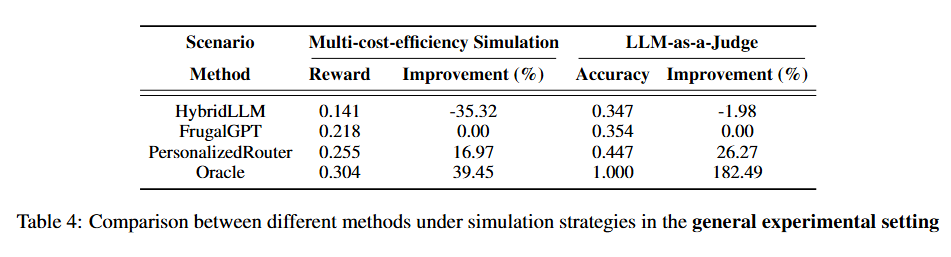 Scenario Multi-cost-efficiency Simulation LLM-as-a-Judge
Method Reward Improvement (%) Accuracy Improvement (%)
HybridLLM 0.141 -35.32 0.347 -1.98
FrugalGPT 0.218 0.00 0.354 0.00
PersonalizedRouter 0.255 16.97 0.447 26.27
Oracle 0.304 39.45 1.000 182.49
Table 4: Comparison between different methods under simulation strategies in the general experimental setting